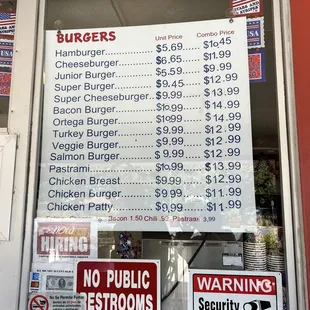 BURGERS Unit Price Combo Price
Hamburger $5.69 $10.45
Cheeseburger $6.65 $11.99
Junior Burger $5.59 $9.99
Super Burger $9.45 $12.99
Super Cheeseburger $9.99 $13.99
Bacon Burger $10.99 $14.99
Ortega Burger $10.99 $14.99
Turkey Burger $9.99 $12.99
Veggie Burger $9.99 $12.99
Salmon Burger $9.99 $12.99
Pastrami $10.99 $13.99
Chicken Breast $9.99 $12.99
Chicken Burger $9.99 $11.99
Chicken Patty $9.99 $11.99
Bacon 1.50 Chili .95 Pastrami 3.99
NOW
HIRING
NO PUBLIC
RESTROOMS
WARNING
Security